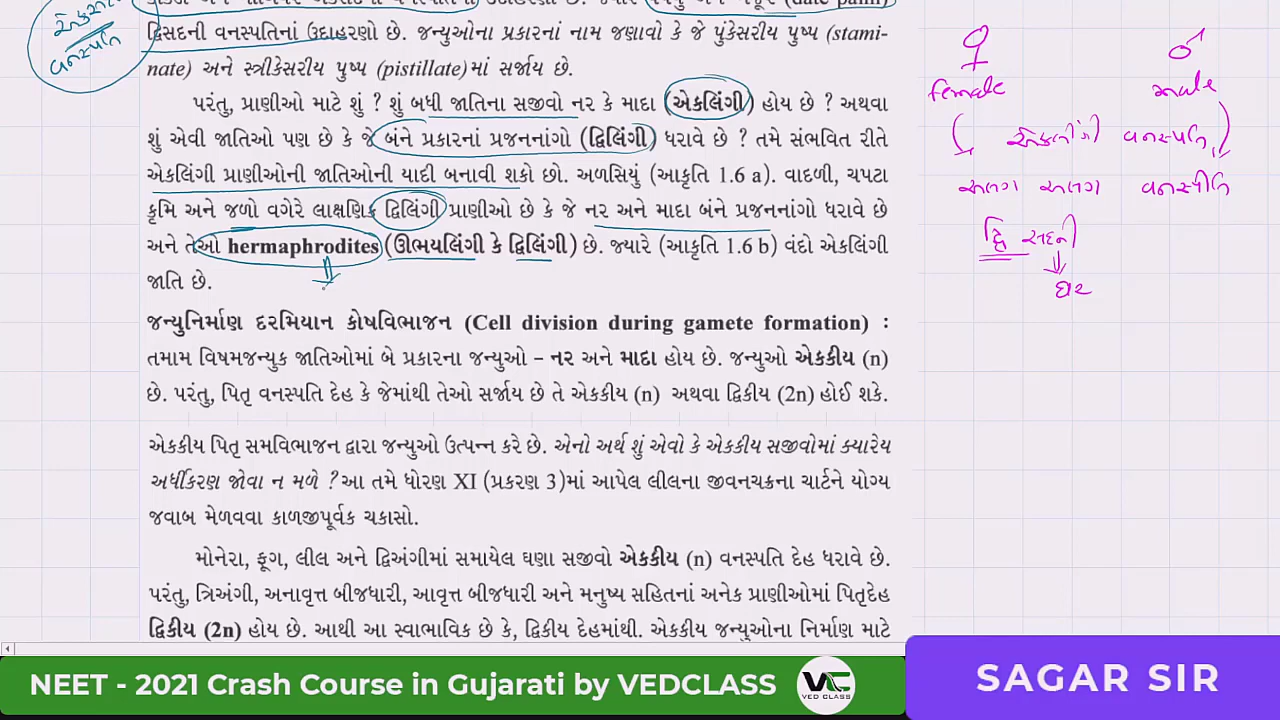 દ્વિસદની વનસ્પતિનાં ઉદાહરણો છે. જન્યુઓના પ્રકારનાં નામ જણાવો કે જે પુંકેસરીય પુષ્પ (stami-
nate) અને સ્ત્રીકેસરીય પુષ્પ (pistillate)માં સર્જાય છે.
પરંતુ, પ્રાણીઓ માટે શું ? શું બધી જાતિના સજીવો નર કે માદા (એકલિંગી) હોય છે ? અથવા
શું એવી જાતિઓ પણ છે કે જે બંને પ્રકારનાં પ્રજનનાંગો (દ્વિલિંગી) ધરાવે છે ? તમે સંભવિત રીતે
એકલિંગી પ્રાણીઓની જાતિઓની યાદી બનાવી શકો છો. અળસિયું (આકૃતિ 1.6 a). વાદળી, ચપટા
કૃમિ અને જળો વગેરે લાક્ષણિક દ્વિલિંગી પ્રાણીઓ છે કે જે નર અને માદા બંને પ્રજનનાંગો ધરાવે છે
અને તેઓ hermaphrodites (ઊભયલિંગી કે દ્વિલિંગી) છે. જ્યારે (આકૃતિ 1.6 b) વંદો એકલિંગી
જાતિ છે.
જન્યુનિર્માણ દરમિયાન કોષવિભાજન (Cell division during gamete formation) :
તમામ વિષમજન્યુક જાતિઓમાં બે પ્રકારના જન્યુઓ – નર અને માદા હોય છે. જન્યુઓ એકકીય (n)
છે. પરંતુ, પિતૃ વનસ્પતિ દેહ કે જેમાંથી તેઓ સર્જાય છે તે એકકીય (n) અથવા દ્વિકીય (2n) હોઈ શકે.
એકકીય પિતૃ સમવિભાજન દ્વારા જન્યુઓ ઉત્પન્ન કરે છે. એનો અર્થ શું એવો કે એકકીય સજીવોમાં ક્યારેય
અર્ધીકરણ જોવા ન મળે ? આ તમે ધોરણ XI (પ્રકરણ 3)માં આપેલ લીલના જીવનચક્રના ચાર્ટને યોગ્ય
જવાબ મેળવવા કાળજીપૂર્વક ચકાસો.
મોનેરા, ફૂગ, લીલ અને દ્વિઅંગીમાં સમાયેલ ઘણા સજીવો એકકીય (n) વનસ્પતિ દેહ ધરાવે છે.
પરંતુ, ત્રિઅંગી, અનાવૃત્ત બીજધારી, આવૃત્ત બીજધારી અને મનુષ્ય સહિતનાં અનેક પ્રાણીઓમાં પિતૃદેહ
દ્વિકીય (2n) હોય છે. આથી આ સ્વાભાવિક છે કે, દ્વિકીય દેહમાંથી. એકકીય જન્યુઓના નિર્માણ માટે
♀ ♂
female male
(એકલીંગી વનસ્પતિ)
અલગ અલગ વનસ્પતિ
દ્વિ સદની
ઘર
NEET - 2021 Crash Course in Gujarati by VEDCLASS
VC
VED CLASS
SAGAR SIR